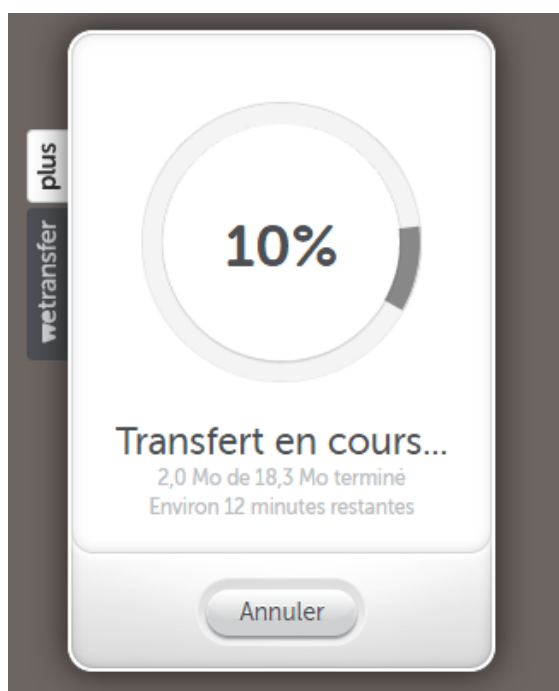 plus
wetransfer
10%
Transfert en cours...
2,0 Mo de 18,3 Mo terminé
Environ 12 minutes restantes
Annuler